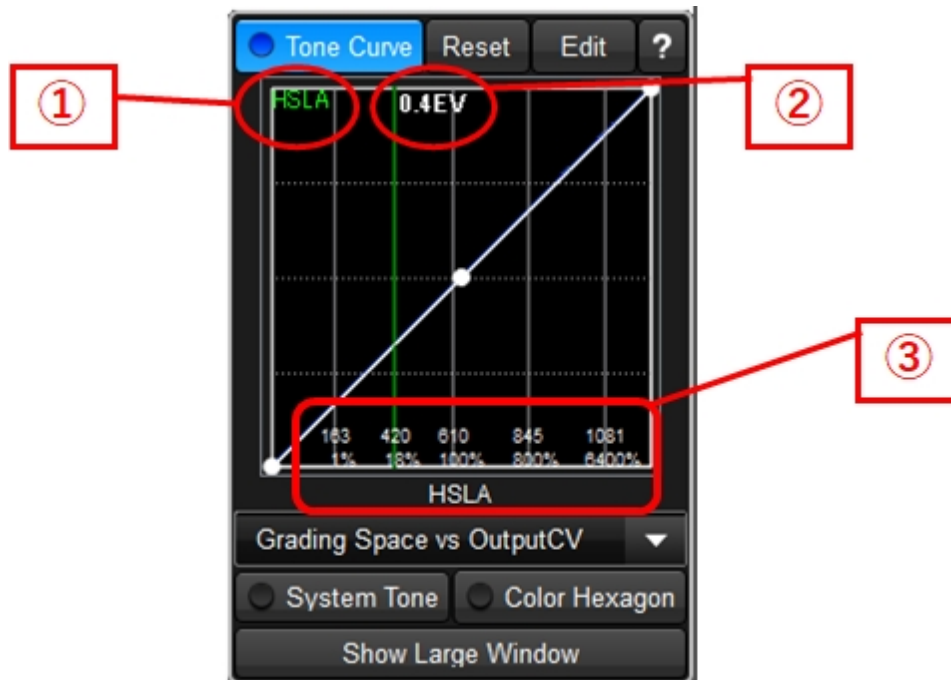 Tone Curve Reset Edit ?
①
HSLA 0.4EV
②
③
163 420 610 845 1081
1% 18% 100% 800% 6400%
HSLA
Grading Space vs OutputCV
System Tone Color Hexagon
Show Large Window